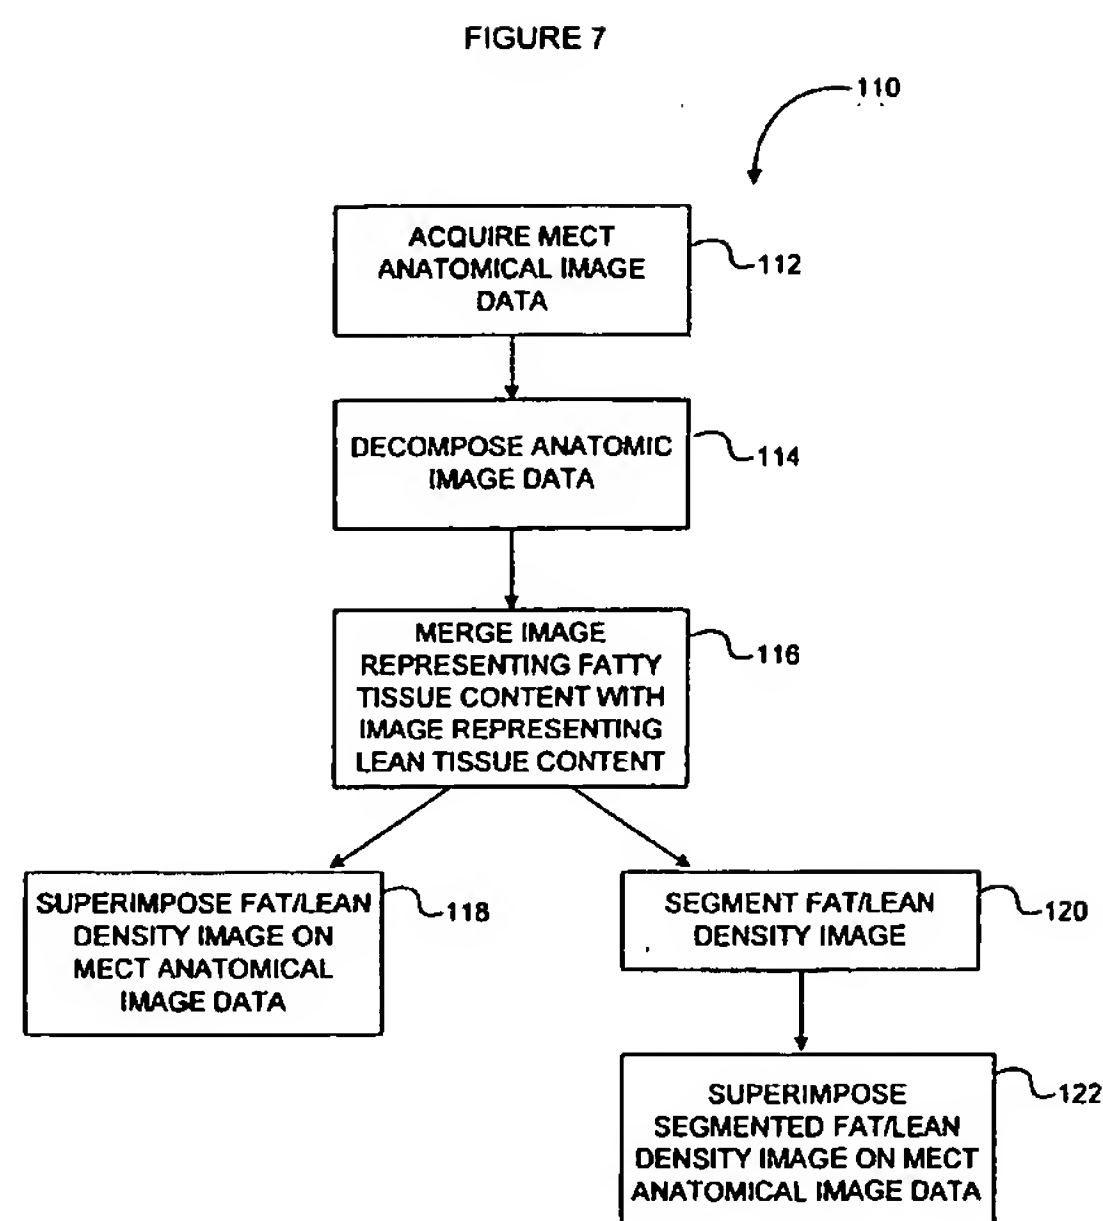 FIGURE 7
110
ACQUIRE MECT
ANATOMICAL IMAGE
DATA
112
DECOMPOSE ANATOMIC
IMAGE DATA
114
MERGE IMAGE
REPRESENTING FATTY
TISSUE CONTENT WITH
IMAGE REPRESENTING
LEAN TISSUE CONTENT
116
SUPERIMPOSE FAT/LEAN
DENSITY IMAGE ON
MECT ANATOMICAL
IMAGE DATA
118
SEGMENT FAT/LEAN
DENSITY IMAGE
120
SUPERIMPOSE
SEGMENTED FAT/LEAN
DENSITY IMAGE ON MECT
ANATOMICAL IMAGE DATA
122